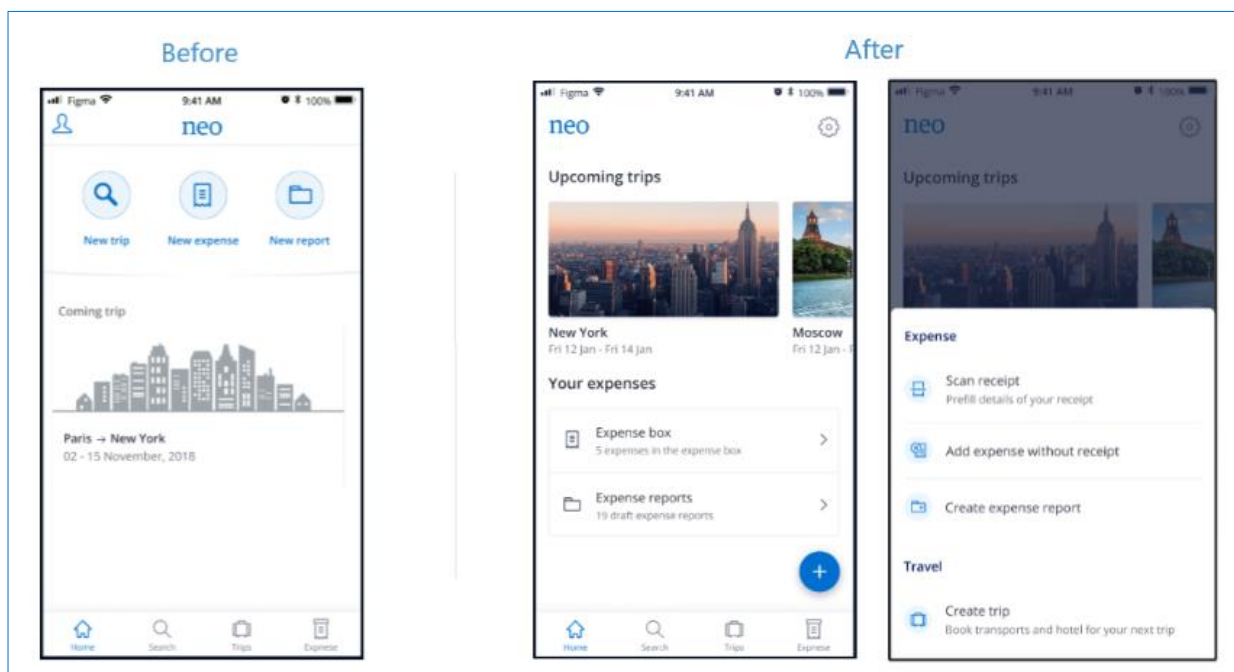 Before
Figma
9:41 AM
100%
neo
New trip
New expense
New report
Coming trip
Paris → New York
02 - 15 November, 2018
Home
Search
Trips
Exprese
After
Figma
9:41 AM
100%
neo
Upcoming trips
New York
Fri 12 Jan - Fri 14 Jan
Moscow
Fri 12 Jan - F
Your expenses
Expense box
5 expenses in the expense box
Expense reports
19 draft expense reports
+
Home
Search
Trips
Exprese
Figma
9:41 AM
100%
neo
Upcoming trips
Expense
Scan receipt
Prefill details of your receipt
Add expense without receipt
Create expense report
Travel
Create trip
Book transports and hotel for your next trip